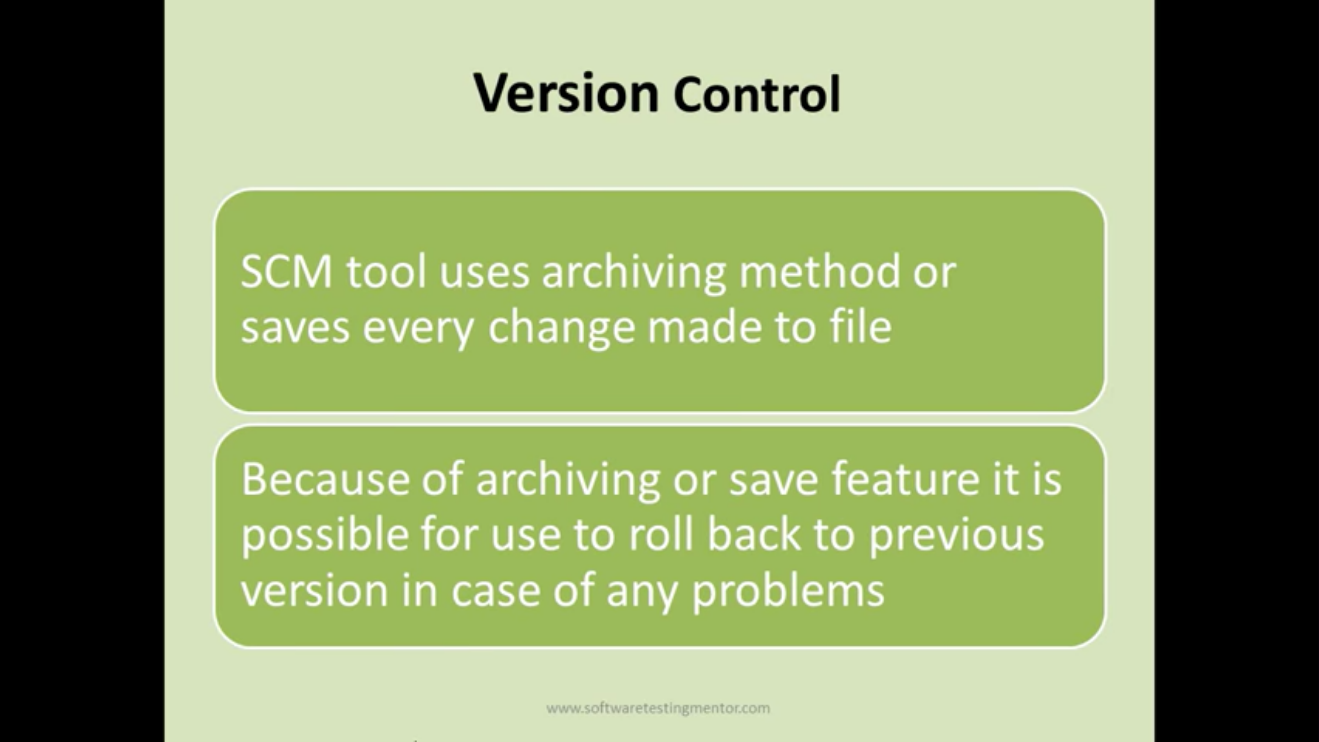 Version Control
SCM tool uses archiving method or
saves every change made to file
Because of archiving or save feature it is
possible for use to roll back to previous
version in case of any problems
www.softwaretestingmentor.com